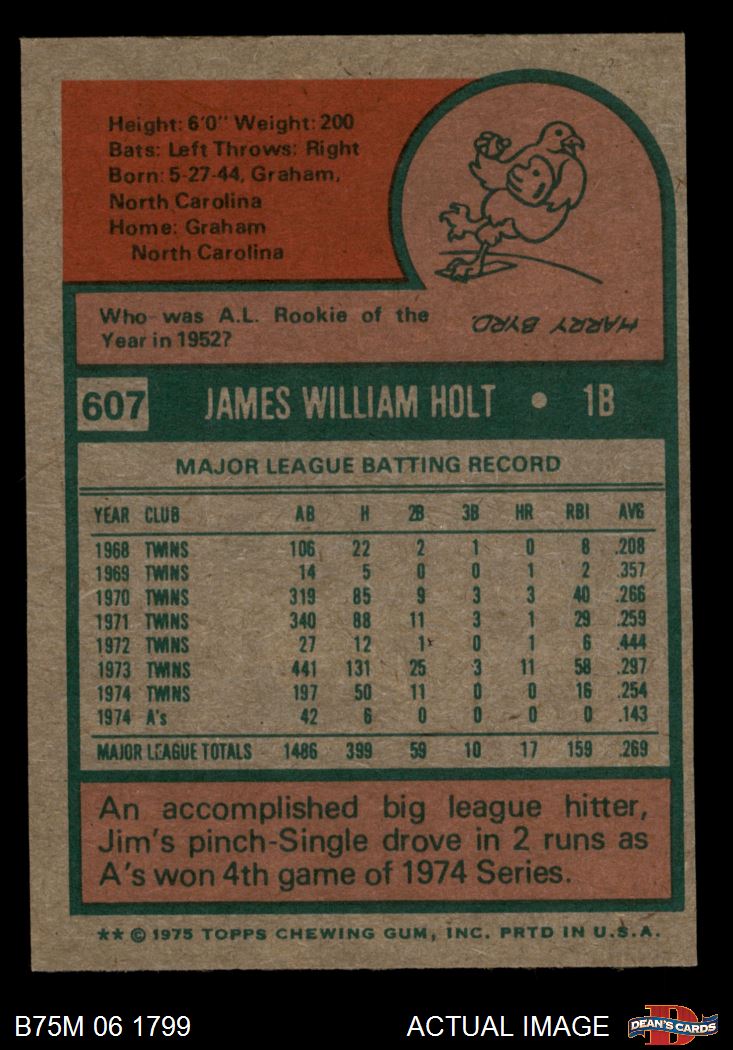 Height: 6'0" Weight: 200
Bats: Left Throws: Right
Born: 5-27-44, Graham,
North Carolina
Home: Graham
North Carolina
Who was A.L. Rookie of the
Year in 1952?
HARRY BYRD.
607 JAMES WILLIAM HOLT • 1B
MAJOR LEAGUE BATTING RECORD
YEAR CLUB AB H 2B 3B HR RBI AVG
1968 TWINS 106 22 2 1 0 8 .208
1969 TWINS 14 5 0 0 1 2 .357
1970 TWINS 319 85 9 3 3 40 .266
1971 TWINS 340 88 11 3 1 29 .259
1972 TWINS 27 12 1 0 1 6 .444
1973 TWINS 441 131 25 3 11 58 .297
1974 TWINS 197 50 11 0 0 16 .254
1974 A's 42 6 0 0 0 0 .143
MAJOR LEAGUE TOTALS 1486 399 59 10 17 159 .269
An accomplished big league hitter,
Jim's pinch-Single drove in 2 runs as
A's won 4th game of 1974 Series.
** © 1975 TOPPS CHEWING GUM, INC. PRTD IN U.S.A.
B75M 06 1799 ACTUAL IMAGE DEAN'S CARDS